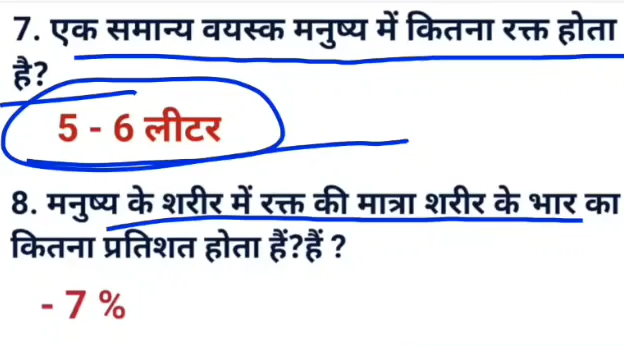 7. एक समान्य वयस्क मनुष्य में कितना रक्त होता
है?
5 - 6 लीटर
8. मनुष्य के शरीर में रक्त की मात्रा शरीर के भार का
कितना प्रतिशत होता हैं?हैं ?
- 7 %